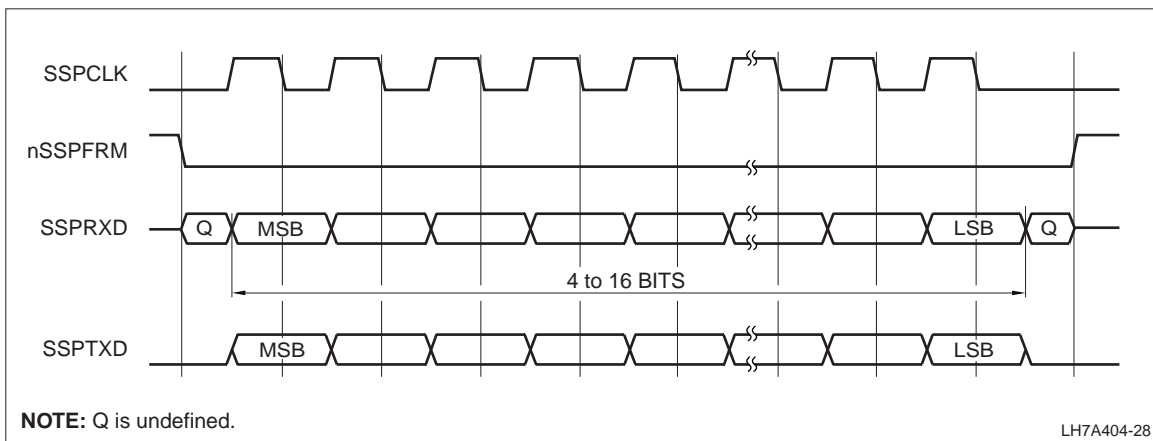 SSPCLK
nSSPFRM
SSPRXD Q MSB LSB Q
4 to 16 BITS
SSPTXD MSB LSB
NOTE: Q is undefined.
LH7A404-28